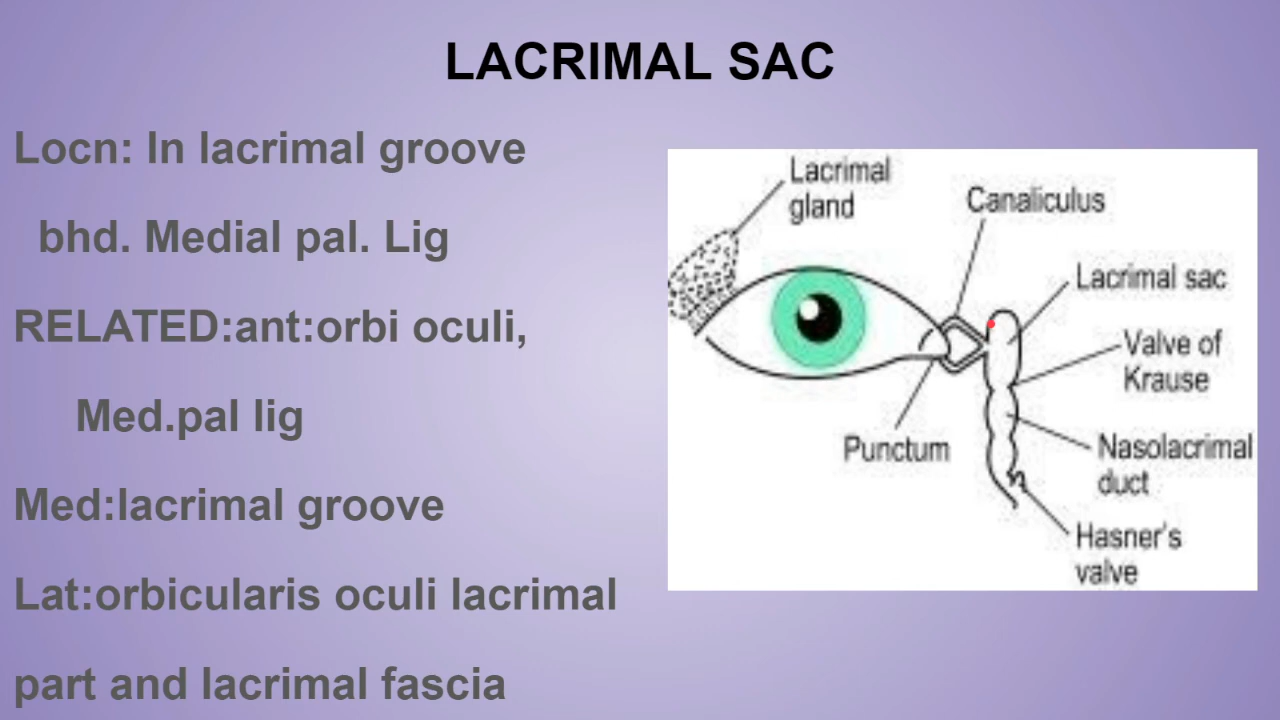 LACRIMAL SAC
Locn: In lacrimal groove
bhd. Medial pal. Lig
RELATED:ant:orbi oculi,
Med.pal lig
Med:lacrimal groove
Lat:orbicularis oculi lacrimal
part and lacrimal fascia
Lacrimal
gland
Canaliculus
Lacrimal sac
Valve of
Krause
Punctum
Nasolacrimal
duct
Hasner's
valve